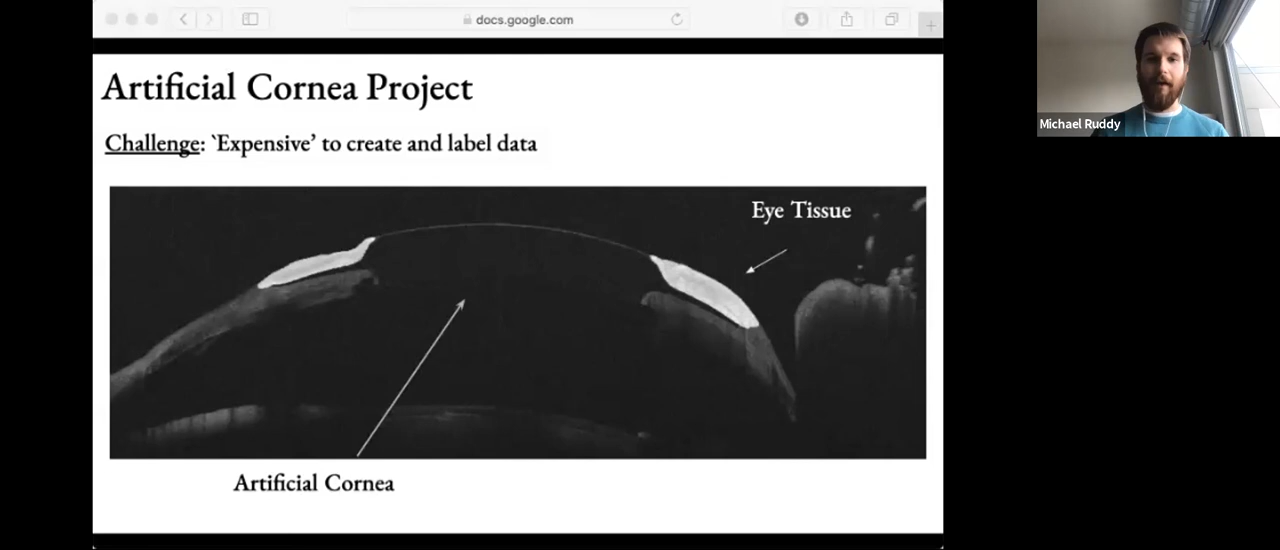 docs.google.com
Artificial Cornea Project
Challenge: `Expensive’ to create and label data
Eye Tissue
Artificial Cornea
Michael Ruddy